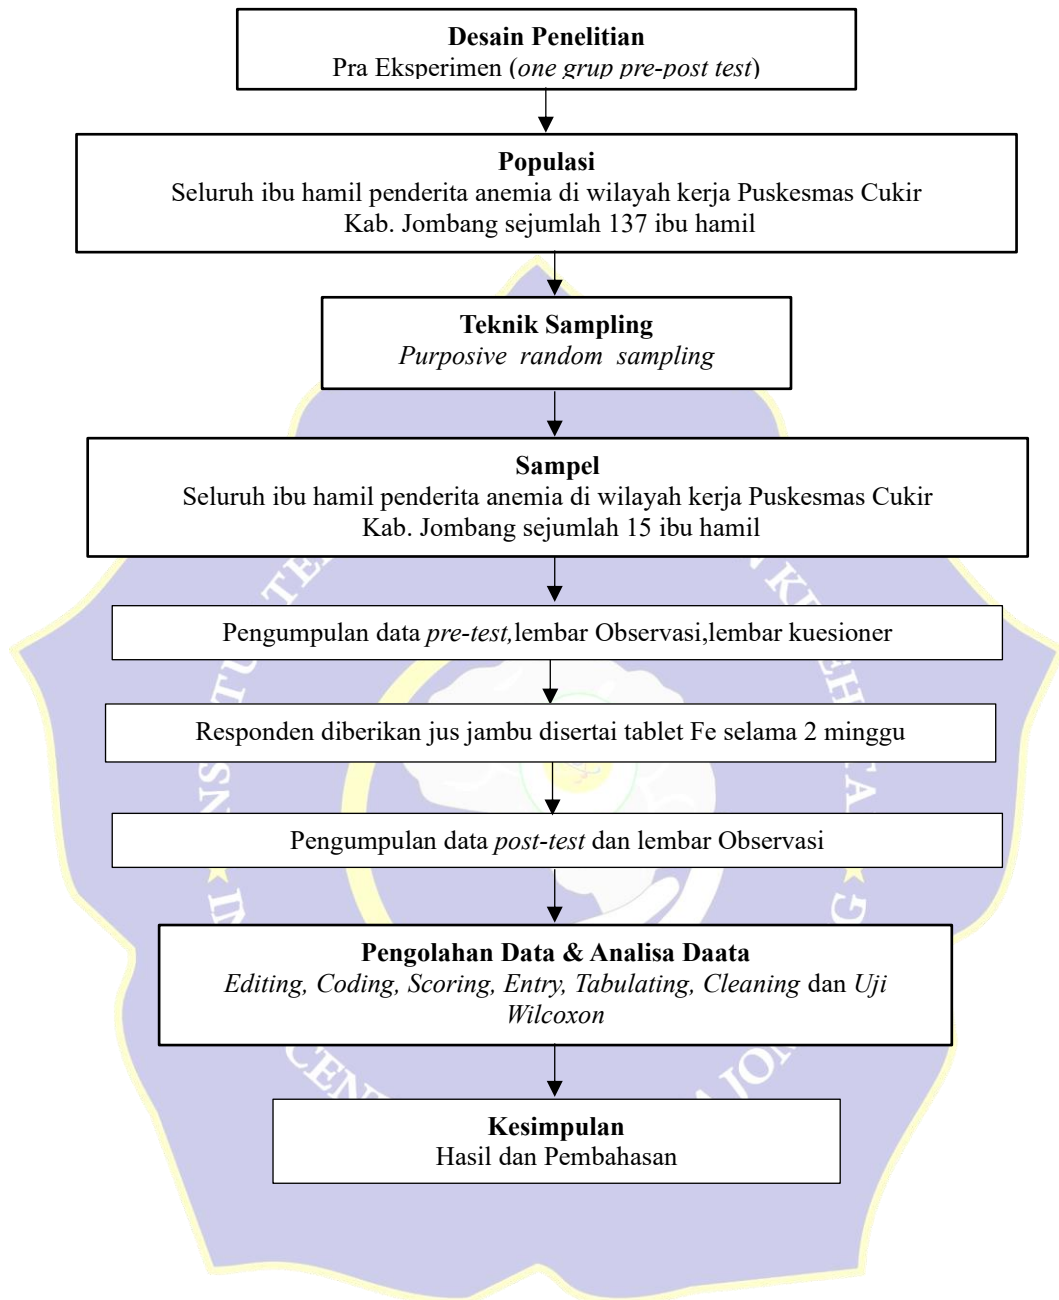 Desain Penelitian
Pra Eksperimen (one grup pre-post test)
Populasi
Seluruh ibu hamil penderita anemia di wilayah kerja Puskesmas Cukir
Kab. Jombang sejumlah 137 ibu hamil
Teknik Sampling
Purposive random sampling
Sampel
Seluruh ibu hamil penderita anemia di wilayah kerja Puskesmas Cukir
Kab. Jombang sejumlah 15 ibu hamil
Pengumpulan data pre-test,lembar Observasi,lembar kuesioner
Responden diberikan jus jambu disertai tablet Fe selama 2 minggu
Pengumpulan data post-test dan lembar Observasi
Pengolahan Data & Analisa Daata
Editing, Coding, Scoring, Entry, Tabulating, Cleaning dan Uji
Wilcoxon
Kesimpulan
Hasil dan Pembahasan